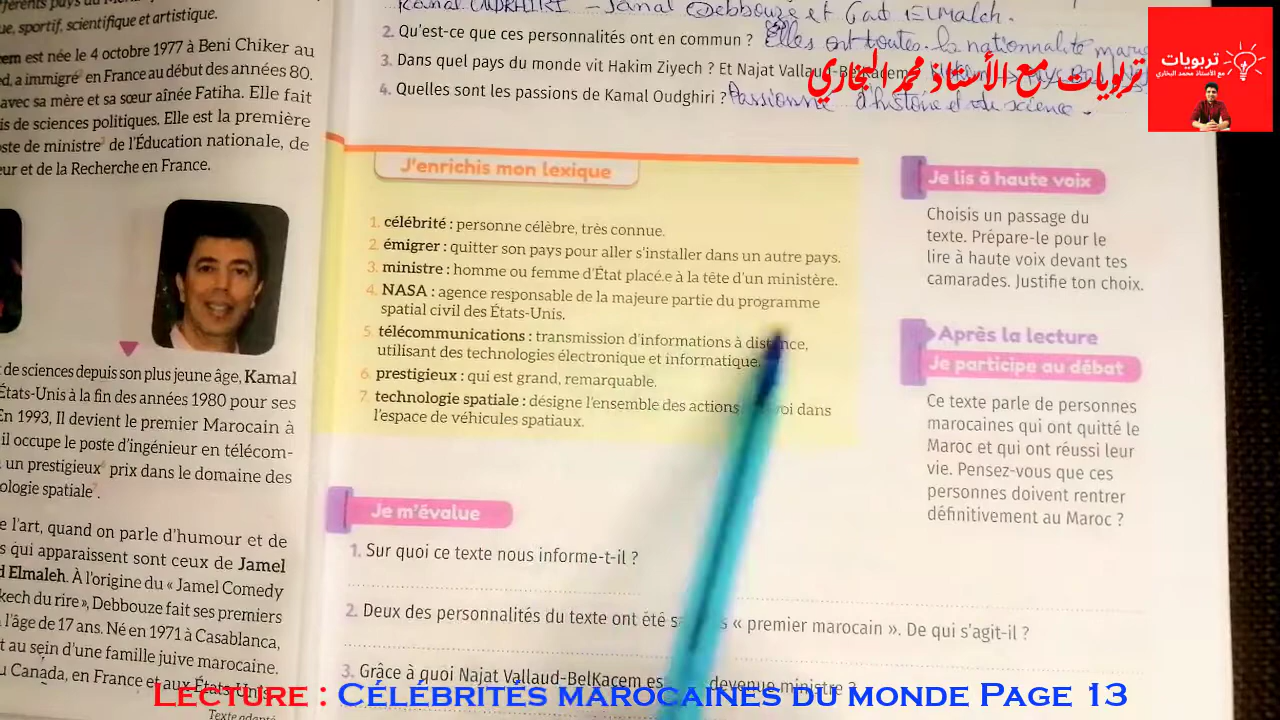 férents pays du
ue, sportif, scientifique et artistique.
em est née le 4 octobre 1977 à Beni Chiker au
ed, a immigré en France au début des années 80.
avec sa mère et sa sœur aînée Fatiha. Elle fait
is de sciences politiques. Elle est la première
ste de ministre³ de l'Éducation nationale, de
eur et de la Recherche en France.
t de sciences depuis son plus jeune âge, Kamal
États-Unis à la fin des années 1980 pour ses
En 1993, Il devient le premier Marocain à
il occupe le poste d'ingénieur en télécom-
un prestigieux⁶ prix dans le domaine des
ologie spatiale⁷.
e l'art, quand on parle d'humour et de
s qui apparaissent sont ceux de Jamel
d Elmaleh. À l'origine du « Jamel Comedy
kech du rire », Debbouze fait ses premiers
l'âge de 17 ans. Né en 1971 à Casablanca,
t au sein d'une famille juive marocaine.
u Canada, en France et aux États-Unis.
Texte adapté
Kamal OUDRHIRI - Jamal Debbouze et Gad ELMALEH.
2. Qu'est-ce que ces personnalités ont en commun ? Elles ont toutes la nationnalité
3. Dans quel pays du monde vit Hakim Ziyech ? Et Najat Vallaud-Belkacem
4. Quelles sont les passions de Kamal Oudghiri ? Passionné d'histoire et de science.
تربويات مع الأستاذ محمد البخاري
تربويات
مع الأستاذ محمد البخاري
J'enrichis mon lexique
1. célébrité : personne célèbre, très connue.
2. émigrer : quitter son pays pour aller s'installer dans un autre pays.
3. ministre : homme ou femme d'État placé.e à la tête d'un ministère.
4. NASA : agence responsable de la majeure partie du programme
spatial civil des États-Unis.
5. télécommunications : transmission d'informations à distance,
utilisant des technologies électronique et informatique.
6. prestigieux : qui est grand, remarquable.
7. technologie spatiale : désigne l'ensemble des actions oi dans
l'espace de véhicules spatiaux.
Je lis à haute voix
Choisis un passage du
texte. Prépare-le pour le
lire à haute voix devant tes
camarades. Justifie ton choix.
Après la lecture
Je participe au débat
Ce texte parle de personnes
marocaines qui ont quitté le
Maroc et qui ont réussi leur
vie. Pensez-vous que ces
personnes doivent rentrer
définitivement au Maroc ?
Je m'évalue
1. Sur quoi ce texte nous informe-t-il ?
2. Deux des personnalités du texte ont été s s « premier marocain ». De qui s'agit-il ?
3. Grâce à quoi Najat Vallaud-BelKacem es devenue ministre ?
Lecture : Célébrités marocaines du monde Page 13